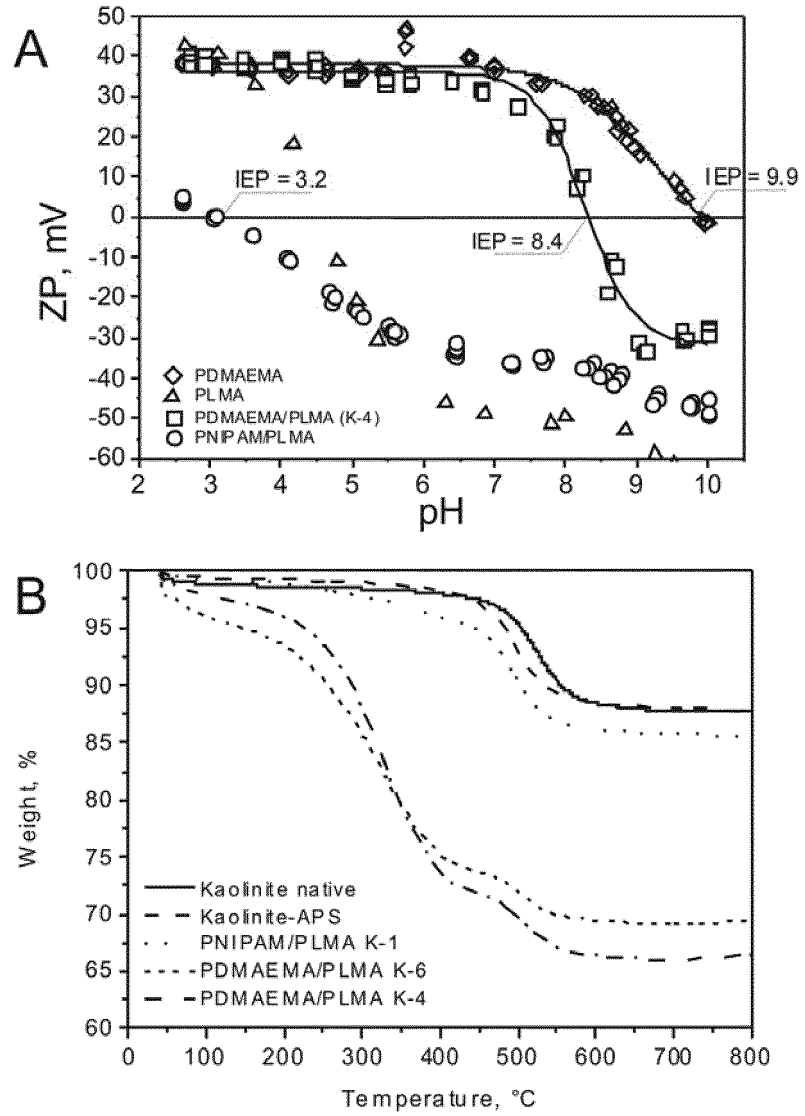 A
50
40
30
20
10
0
-10
-20
-30
-40
-50
-60
ZP, mV
IEP = 3.2
IEP = 8.4
IEP = 9.9
PDMAEMA
PLMA
PDMAEMA/PLMA (K-4)
PNIPAM/PLMA
2 3 4 5 6 7 8 9 10
pH
B
100
95
90
85
80
75
70
65
60
Weight, %
Kaolinite native
Kaolinite-APS
PNIPAM/PLMA K-1
PDMAEMA/PLMA K-6
PDMAEMA/PLMA K-4
0 100 200 300 400 500 600 700 800
Temperature, °C